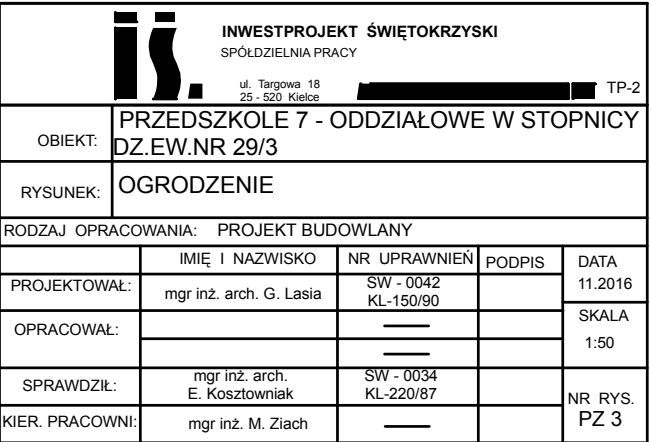 is.
INWESTPROJEKT ŚWIĘTOKRZYSKI
SPÓŁDZIELNIA PRACY
ul. Targowa 18
25 - 520 Kielce
TP-2
OBIEKT:
PRZEDSZKOLE 7 - ODDZIAŁOWE W STOPNICY
DZ.EW.NR 29/3
RYSUNEK:
OGRODZENIE
RODZAJ OPRACOWANIA: PROJEKT BUDOWLANY
IMIĘ I NAZWISKO NR UPRAWNIEŃ PODPIS DATA
PROJEKTOWAŁ:
mgr inż. arch. G. Lasia
SW - 0042
KL-150/90
11.2016
OPRACOWAŁ:
SKALA
1:50
SPRAWDZIŁ:
mgr inż. arch.
E. Kosztowniak
SW - 0034
KL-220/87
NR RYS.
PZ 3
KIER. PRACOWNI:
mgr inż. M. Ziach